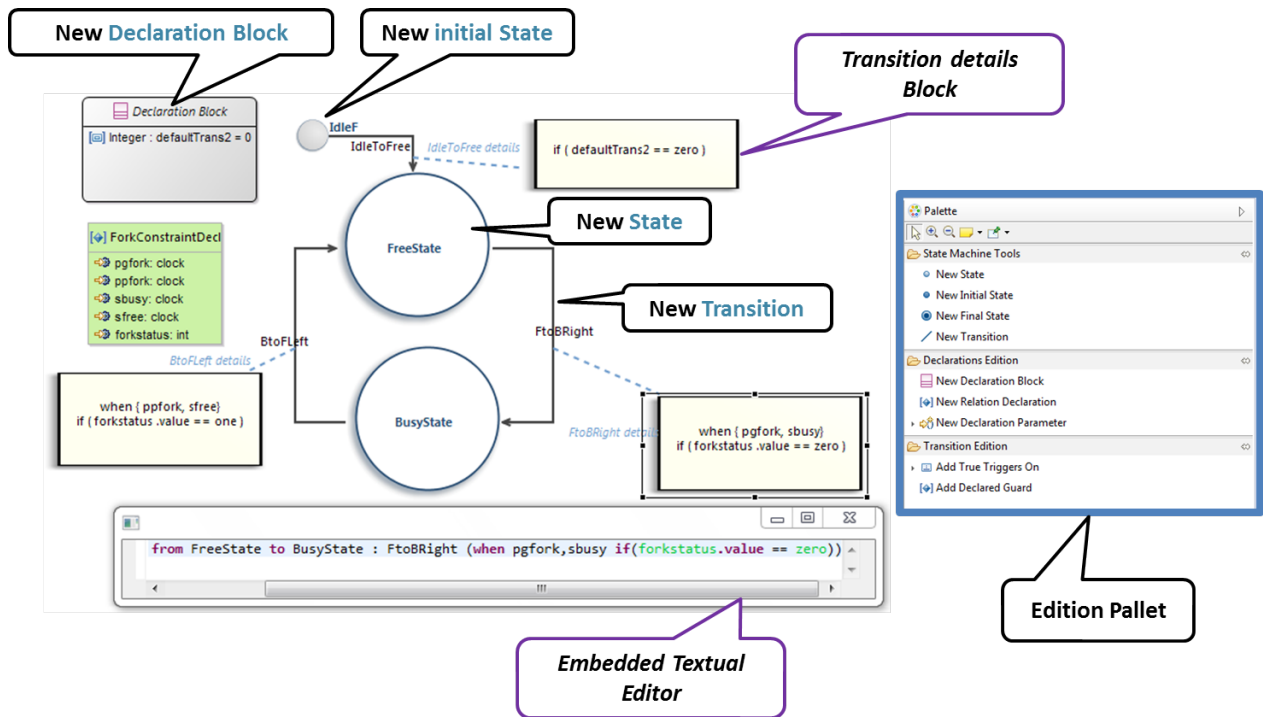 New Declaration Block
New initial State
Transition details
Block
Declaration Block
Integer : defaultTrans2 = 0
IdleF
IdleToFree
IdleToFree details
if ( defaultTrans2 == zero )
ForkConstraintDecl
pgfork: clock
ppfork: clock
sbusy: clock
sfree: clock
forkstatus: int
FreeState
New State
New Transition
BtoFLeft
FtoBRight
BtoFLeft details
when { ppfork, sfree}
if ( forkstatus .value == one )
BusyState
FtoBRight details
when { pgfork, sbusy}
if ( forkstatus .value == zero )
from FreeState to BusyState : FtoBRight (when pgfork,sbusy if(forkstatus.value == zero))
Embedded Textual
Editor
Palette
State Machine Tools
New State
New Initial State
New Final State
New Transition
Declarations Edition
New Declaration Block
New Relation Declaration
New Declaration Parameter
Transition Edition
Add True Triggers On
Add Declared Guard
Edition Pallet